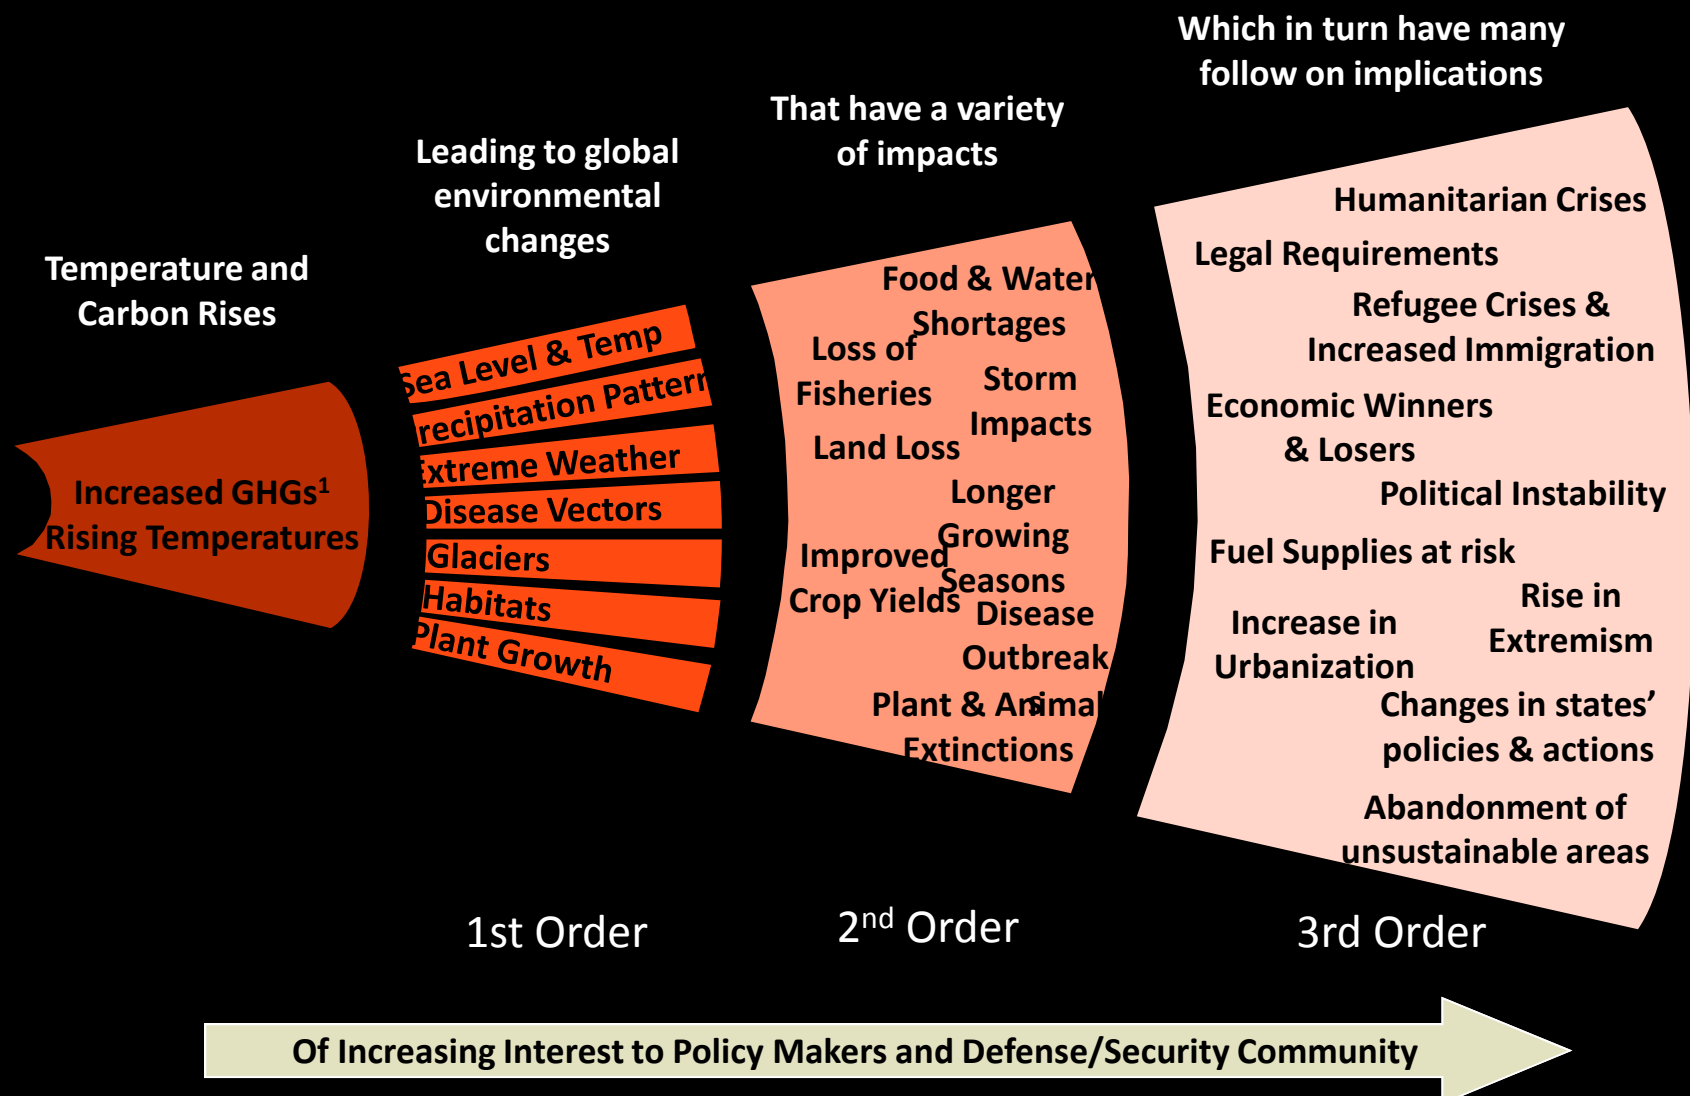 Which in turn have many
follow on implications
That have a variety
of impacts
Leading to global
environmental
changes
Temperature and
Carbon Rises
Increased GHGs¹
Rising Temperatures
Sea Level & Temp
recipitation Pattern
Extreme Weather
Disease Vectors
Glaciers
Habitats
Plant Growth
Food & Water
Shortages
Loss of
Fisheries
Storm
Impacts
Land Loss
Longer
Growing
Seasons
Improved
Crop Yields
Disease
Outbreak
s
Plant & Animal
Extinctions
Humanitarian Crises
Legal Requirements
Refugee Crises &
Increased Immigration
Economic Winners
& Losers
Political Instability
Fuel Supplies at risk
Rise in
Extremism
Increase in
Urbanization
Changes in states’
policies & actions
Abandonment of
unsustainable areas
1st Order
2nd Order
3rd Order
Of Increasing Interest to Policy Makers and Defense/Security Community